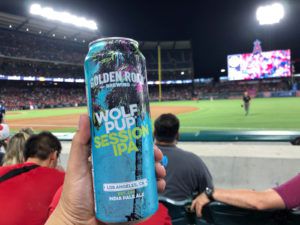 GOLDEN ROAD
BREWING
WOLF
PUP
SESSION
IPA
LOS ANGELES, CA
INDIA PALE ALE